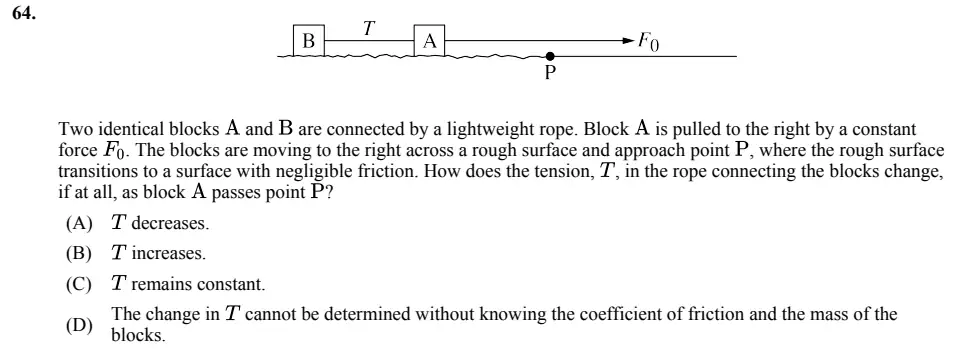 64.
T
B A F0
P
Two identical blocks A and B are connected by a lightweight rope. Block A is pulled to the right by a constant
force F0. The blocks are moving to the right across a rough surface and approach point P, where the rough surface
transitions to a surface with negligible friction. How does the tension, T, in the rope connecting the blocks change,
if at all, as block A passes point P?
(A) T decreases.
(B) T increases.
(C) T remains constant.
(D) The change in T cannot be determined without knowing the coefficient of friction and the mass of the
blocks.